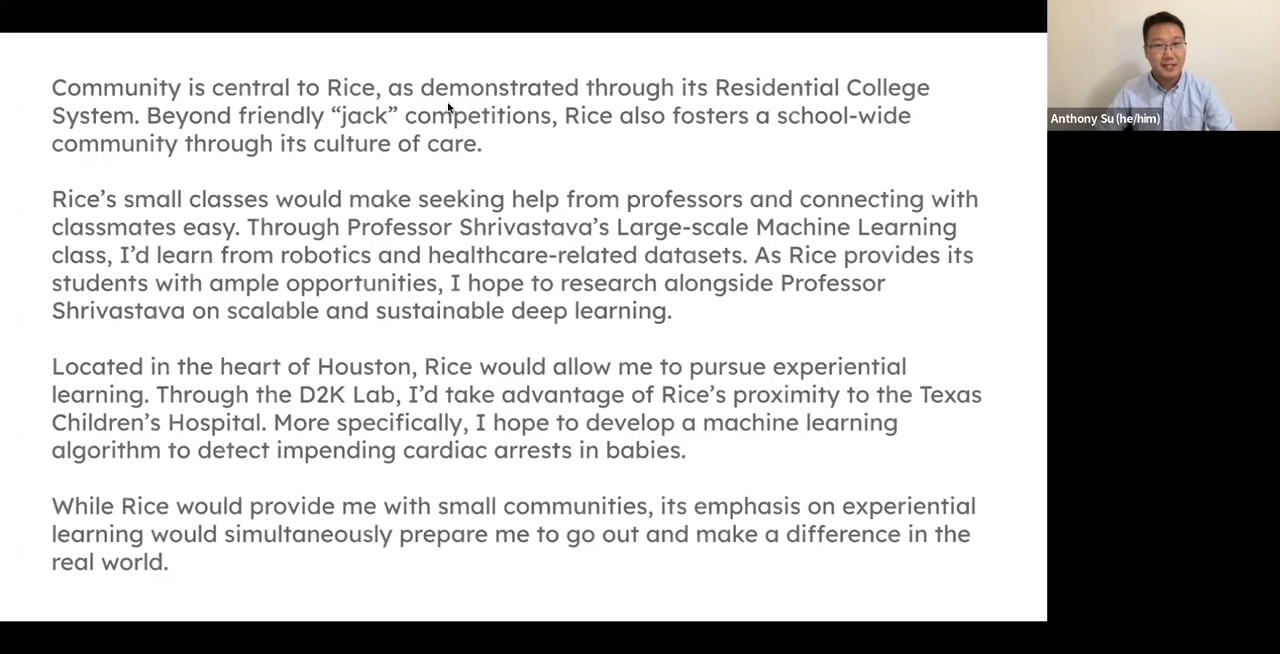 Community is central to Rice, as demonstrated through its Residential College
System. Beyond friendly “jack” competitions, Rice also fosters a school-wide
community through its culture of care.
Rice’s small classes would make seeking help from professors and connecting with
classmates easy. Through Professor Shrivastava’s Large-scale Machine Learning
class, I’d learn from robotics and healthcare-related datasets. As Rice provides its
students with ample opportunities, I hope to research alongside Professor
Shrivastava on scalable and sustainable deep learning.
Located in the heart of Houston, Rice would allow me to pursue experiential
learning. Through the D2K Lab, I’d take advantage of Rice’s proximity to the Texas
Children’s Hospital. More specifically, I hope to develop a machine learning
algorithm to detect impending cardiac arrests in babies.
While Rice would provide me with small communities, its emphasis on experiential
learning would simultaneously prepare me to go out and make a difference in the
real world.
Anthony Su (he/him)